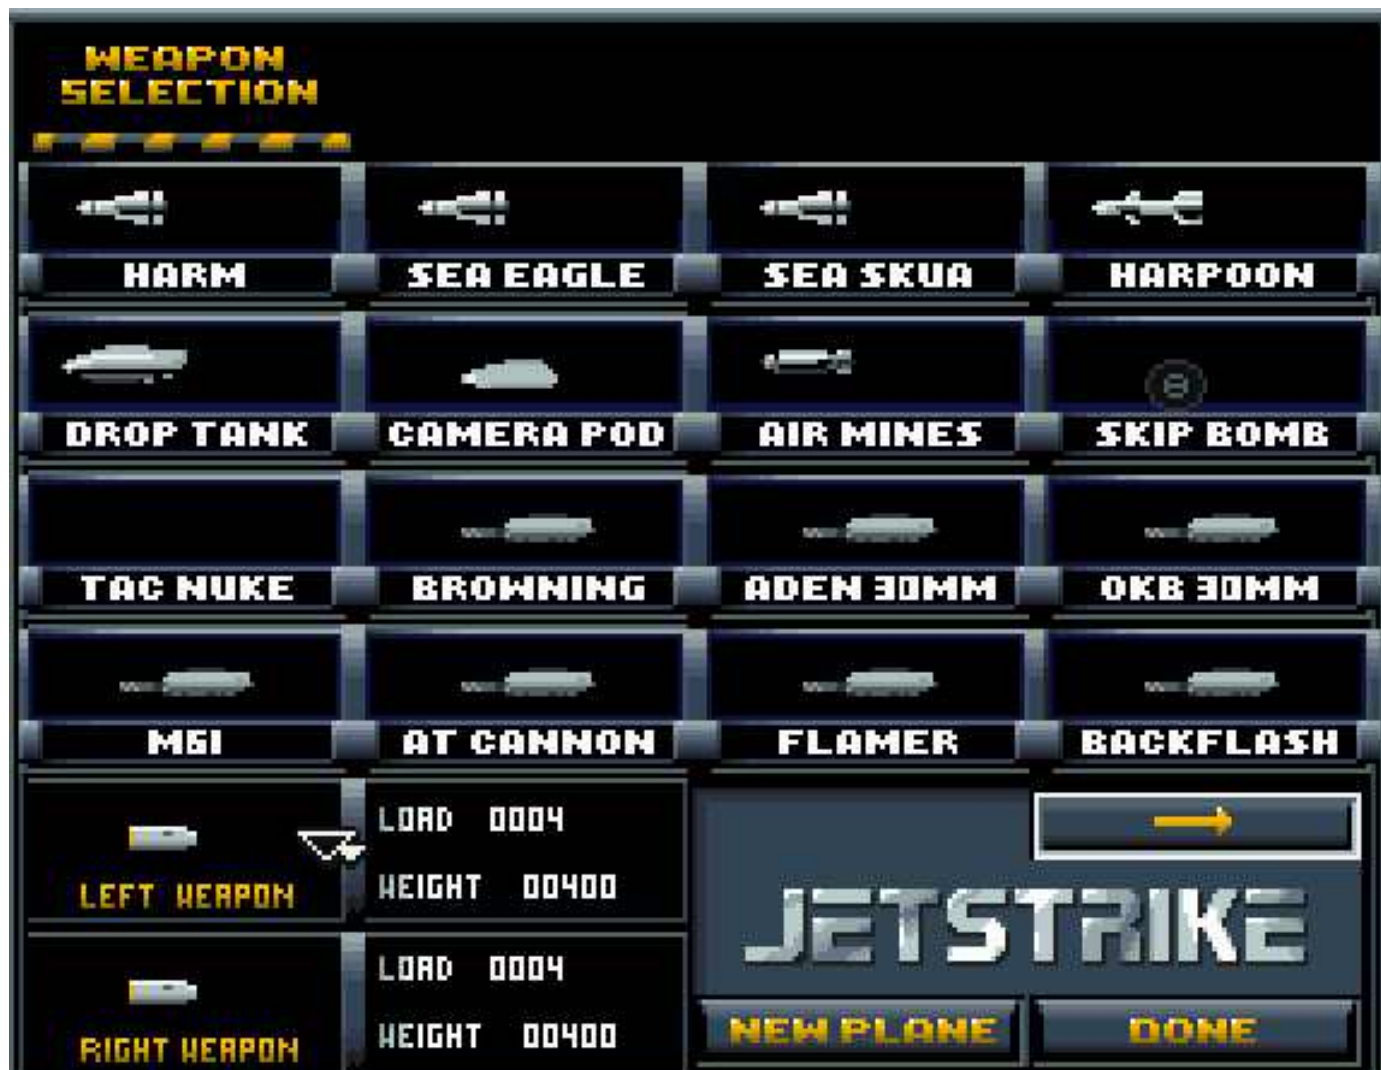 WEAPON
SELECTION
HARM SEA EAGLE SEA SKUA HARPOON
DROP TANK CAMERA POD AIR MINES SKIP BOMB
TAC NUKE BROWNING ADEN 30MM OKB 30MM
M61 AT CANNON FLAMER BACKFLASH
LOAD 0004
LEFT WEAPON WEIGHT 00400
JETSTRIKE
LOAD 0004
RIGHT WEAPON WEIGHT 00400
NEW PLANE DONE